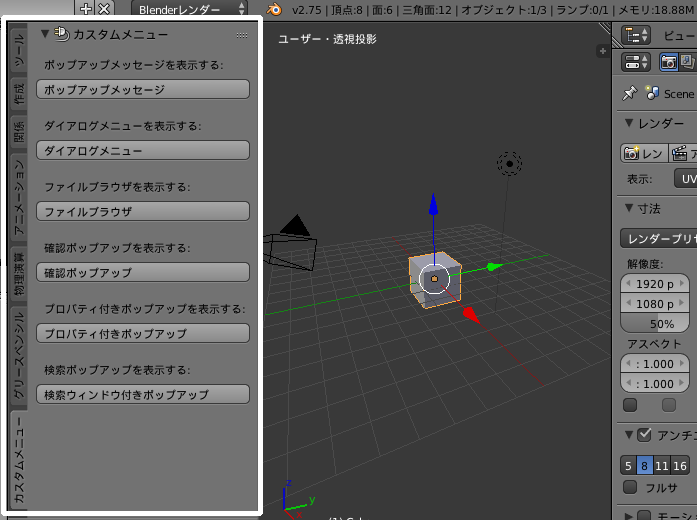 Blenderレンダー
v2.75 | 頂点:8 | 面:6 | 三角面:12 | オブジェクト:1/3 | ランプ:0/1 | メモリ:18.88M
ツール
作成
関係
アニメーション
物理演算
グリースペンシル
カスタムメニュー
カスタムメニュー
ポップアップメッセージを表示する:
ポップアップメッセージ
ダイアログメニューを表示する:
ダイアログメニュー
ファイルブラウザを表示する:
ファイルブラウザ
確認ポップアップを表示する:
確認ポップアップ
プロパティ付きポップアップを表示する:
プロパティ付きポップアップ
検索ポップアップを表示する:
検索ウィンドウ付きポップアップ
ユーザー・透視投影
z
y
ビュー
Scene
レンダー
レン
ア
表示:
UV
寸法
レンダープリセ
解像度:
1920 p
1080 p
50%
アスペクト
: 1.000
: 1.000
アンチエ
5 8 11 16
フルサ
モーシ